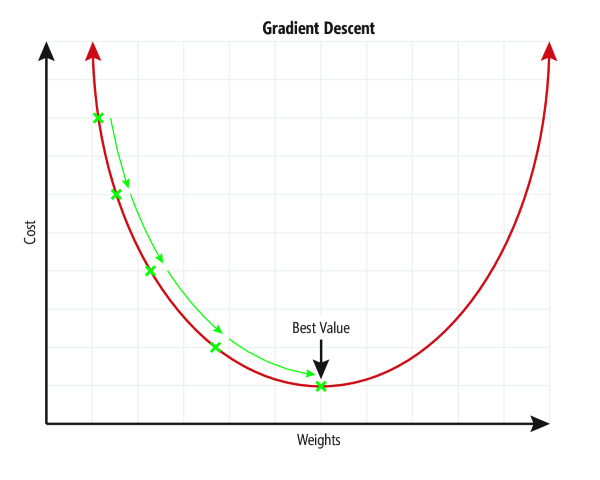 Gradient Descent
Cost
Best Value
Weights